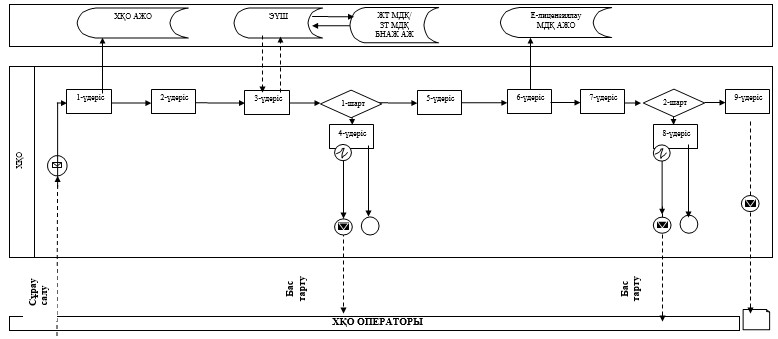 ХҚО АЖО
ЭҮШ
ЖТ МДҚ/
ЗТ МДҚ
БНАЖ АЖ
Е-лицензиялау
МДҚ АЖО
ХҚО
1-үдеріс
2-үдеріс
3-үдеріс
1-шарт
5-үдеріс
6-үдеріс
7-үдеріс
2-шарт
9-үдеріс
4-үдеріс
8-үдеріс
Сұрау
салу
Бас
тарту
Бас
тарту
ХҚО ОПЕРАТОРЫ